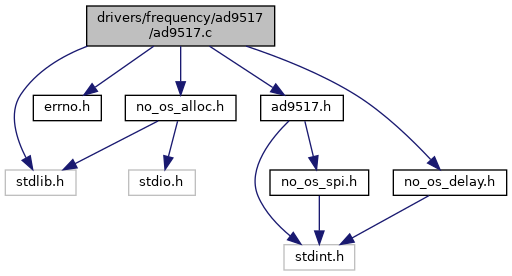 drivers/frequency/ad9517
/ad9517.c
errno.h
no_os_alloc.h
ad9517.h
stdlib.h
stdio.h
no_os_spi.h
no_os_delay.h
stdint.h